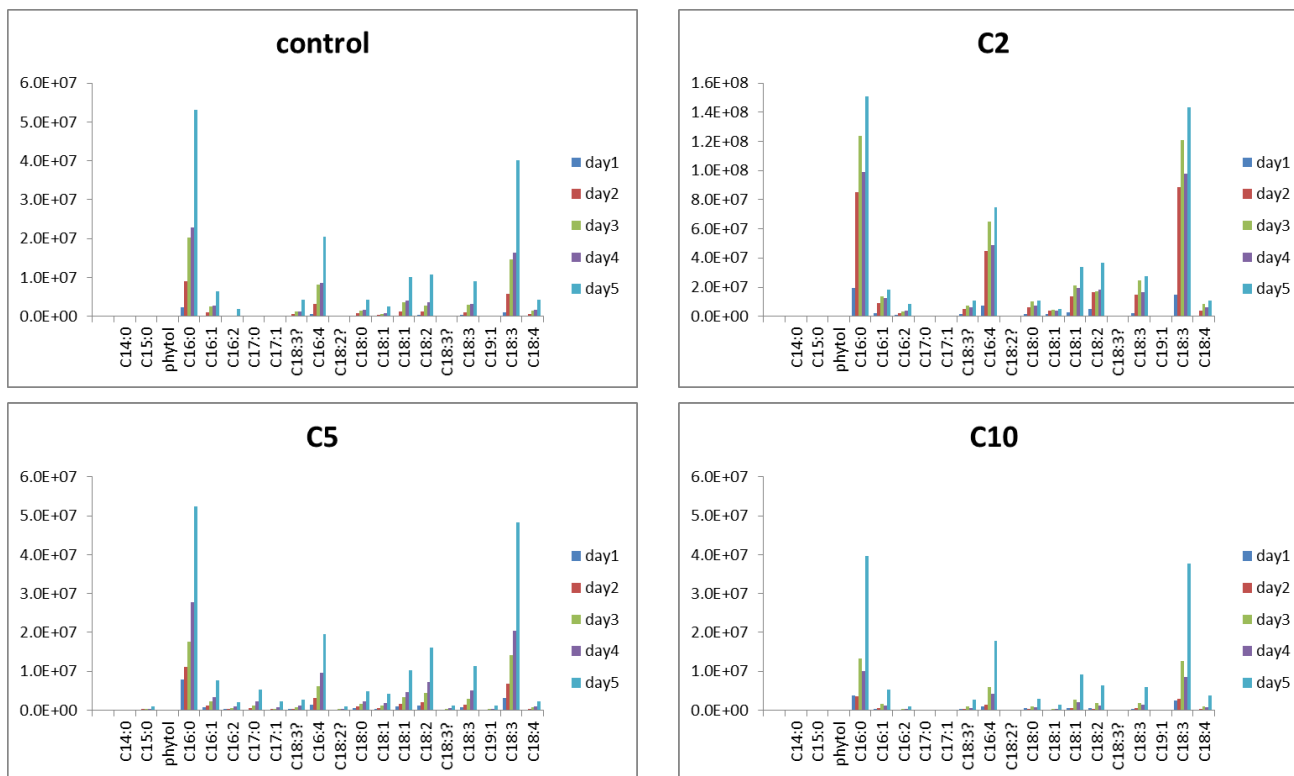 control
6.0E+07
5.0E+07
4.0E+07
3.0E+07
2.0E+07
1.0E+07
0.0E+00
C14:0
C15:0
phytol
C16:0
C16:1
C16:2
C17:0
C17:1
C18:3?
C16:4
C18:2?
C18:0
C18:1
C18:1
C18:2
C18:3?
C18:3
C19:1
C18:3
C18:4
day1
day2
day3
day4
day5
C2
1.6E+08
1.4E+08
1.2E+08
1.0E+08
8.0E+07
6.0E+07
4.0E+07
2.0E+07
0.0E+00
C14:0
C15:0
phytol
C16:0
C16:1
C16:2
C17:0
C17:1
C18:3?
C16:4
C18:2?
C18:0
C18:1
C18:1
C18:2
C18:3?
C18:3
C19:1
C18:3
C18:4
day1
day2
day3
day4
day5
C5
6.0E+07
5.0E+07
4.0E+07
3.0E+07
2.0E+07
1.0E+07
0.0E+00
C14:0
C15:0
phytol
C16:0
C16:1
C16:2
C17:0
C17:1
C18:3?
C16:4
C18:2?
C18:0
C18:1
C18:1
C18:2
C18:3?
C18:3
C19:1
C18:3
C18:4
day1
day2
day3
day4
day5
C10
6.0E+07
5.0E+07
4.0E+07
3.0E+07
2.0E+07
1.0E+07
0.0E+00
C14:0
C15:0
phytol
C16:0
C16:1
C16:2
C17:0
C17:1
C18:3?
C16:4
C18:2?
C18:0
C18:1
C18:1
C18:2
C18:3?
C18:3
C19:1
C18:3
C18:4
day1
day2
day3
day4
day5